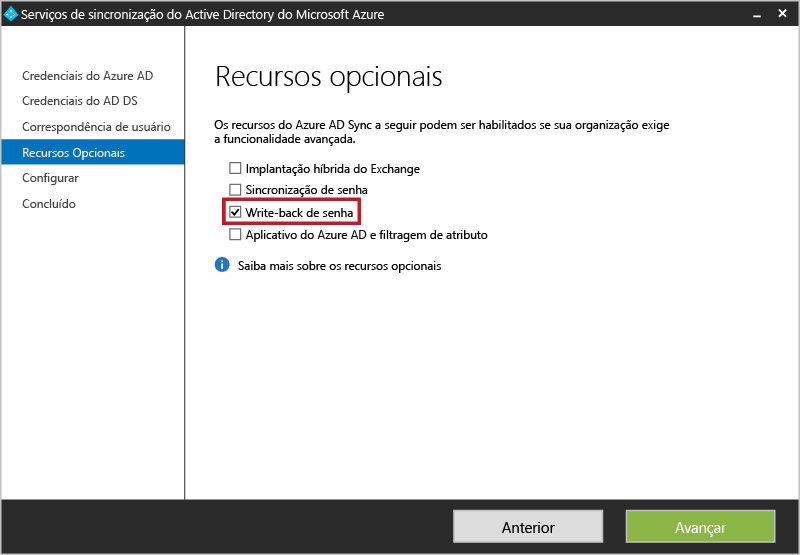 Serviços de sincronização do Active Directory do Microsoft Azure
Credenciais do Azure AD
Credenciais do AD DS
Correspondência de usuário
Recursos Opcionais
Configurar
Concluído
Recursos opcionais
Os recursos do Azure AD Sync a seguir podem ser habilitados se sua organização exige
a funcionalidade avançada.
Implantação híbrida do Exchange
Sincronização de senha
Write-back de senha
Aplicativo do Azure AD e filtragem de atributo
Saiba mais sobre os recursos opcionais
Anterior
Avançar